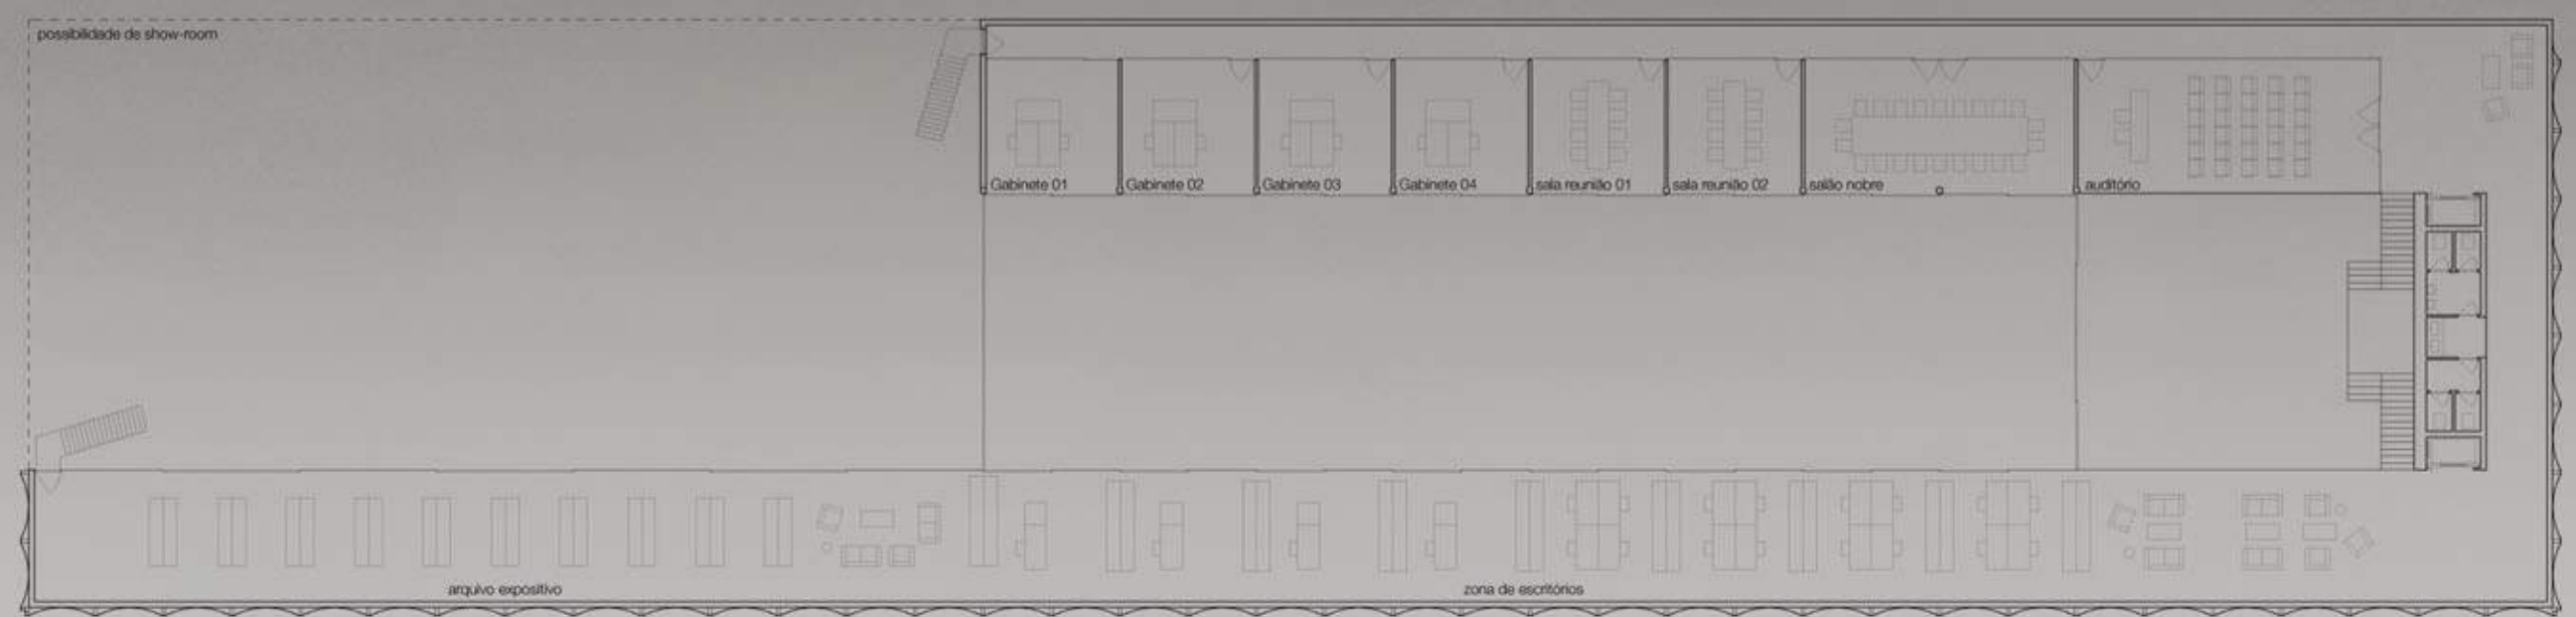 possibilidade de show-room
Gabinete 01
Gabinete 02
Gabinete 03
Gabinete 04
sala reunião 01
sala reunião 02
salão nobre
auditório
arquivo expositivo
zona de escritórios